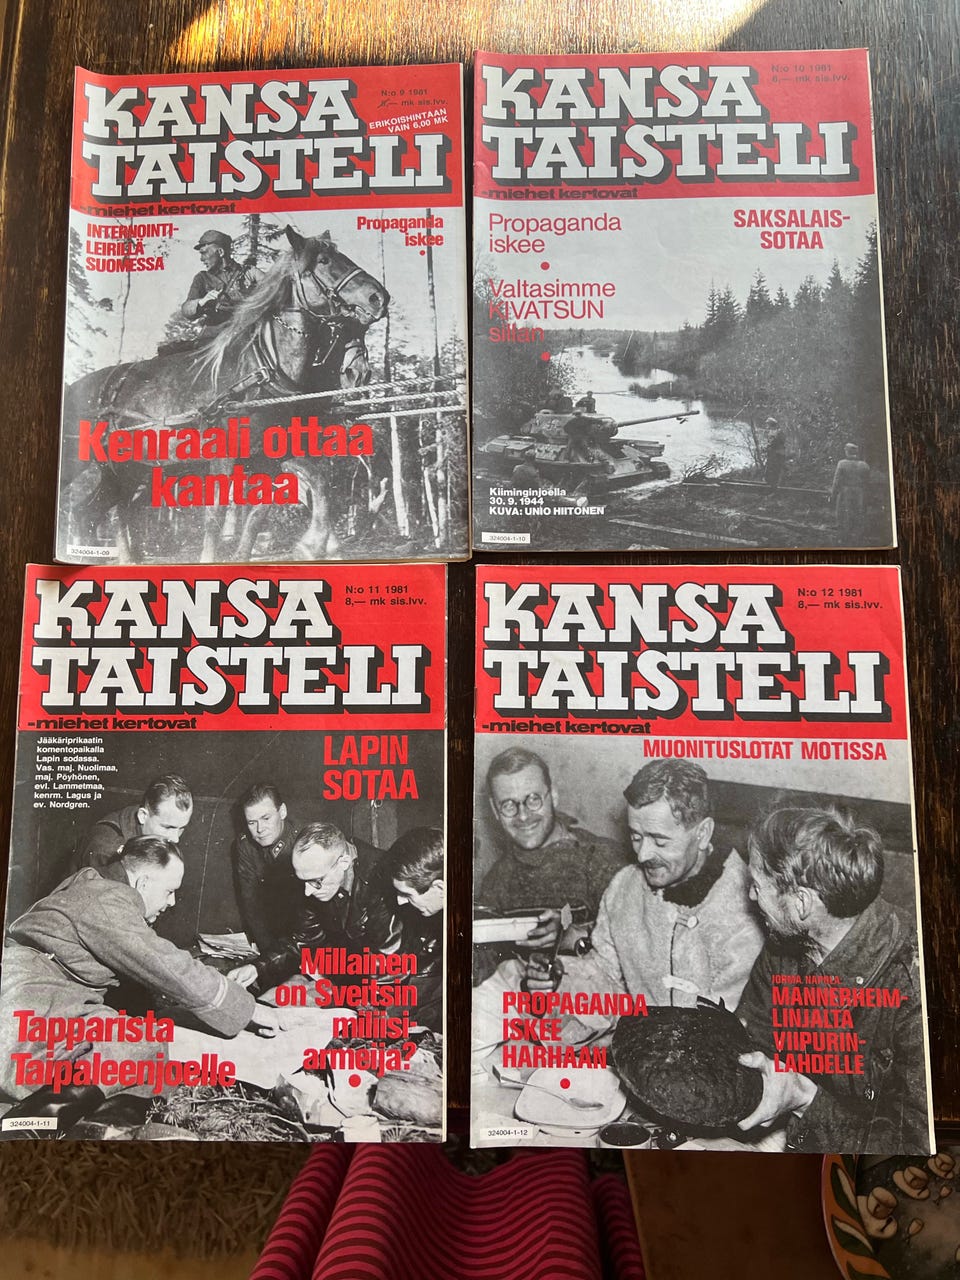 KANSA
TAISTELI
N:o 9 1981
8,— mk sis.lvv.
ERIKOISHINTAAN
VAIN 6,00 MK
-miehet kertovat
INTERNOINTI-
LEIRILLÄ
SUOMESSA
Propaganda
iskee
Kenraali ottaa
kantaa
324004-1-09
KANSA
TAISTELI
N:o 10 1981
8,— mk sis.lvv.
-miehet kertovat
Propaganda
iskee
Valtasimme
KIVATSUN
sillan
SAKSALAIS-
SOTAA
Kiiminginjoella
30. 9. 1944
KUVA: UNIO HIITONEN
324004-1-10
KANSA
TAISTELI
N:o 11 1981
8,— mk sis.lvv.
-miehet kertovat
Jääkäriprikaatin
komentopaikalla
Lapin sodassa.
Vas. maj. Nuolimaa,
maj. Pöyhönen,
evl. Lammetmaa,
kenrm. Lagus ja
ev. Nordgren.
LAPIN
SOTAA
Millainen
on Sveitsin
miliisi-
armeija?
Tapparista
Taipaleenjoelle
324004-1-11
KANSA
TAISTELI
N:o 12 1981
8,— mk sis.lvv.
-miehet kertovat
MUONITUSLOTAT MOTISSA
PROPAGANDA
ISKEE
HARHAAN
JORMA NAPOLA:
MANNERHEIM-
LINJALTA
VIIPURIN-
LAHDELLE
324004-1-12